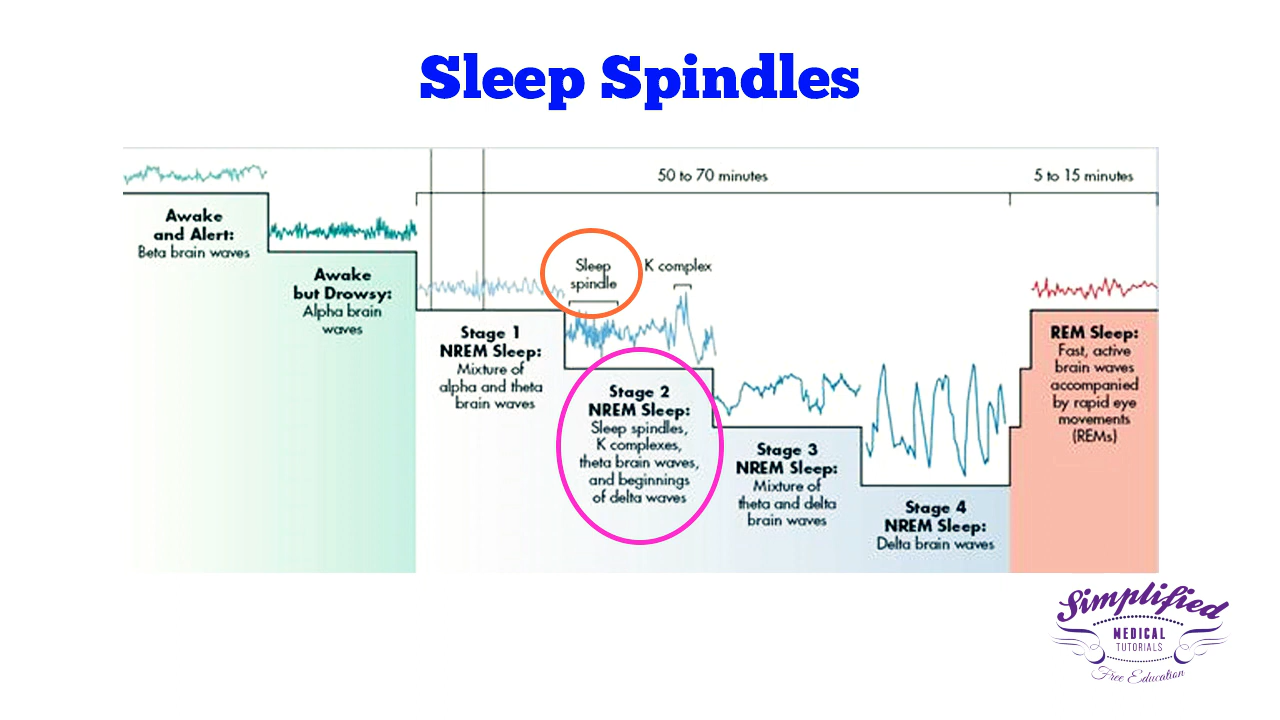 Sleep Spindles
50 to 70 minutes
5 to 15 minutes
Awake
and Alert:
Beta brain waves
Awake
but Drowsy:
Alpha brain
waves
Stage 1
NREM Sleep:
Mixture of
alpha and theta
brain waves
Sleep
spindle
K complex
Stage 2
NREM Sleep:
Sleep spindles,
K complexes,
theta brain waves,
and beginnings
of delta waves
Stage 3
NREM Sleep:
Mixture of
theta and delta
brain waves
Stage 4
NREM Sleep:
Delta brain waves
REM Sleep:
Fast, active
brain waves
accompanied
by rapid eye
movements
(REMs)
Simplified
MEDICAL
TUTORIALS
Free Education